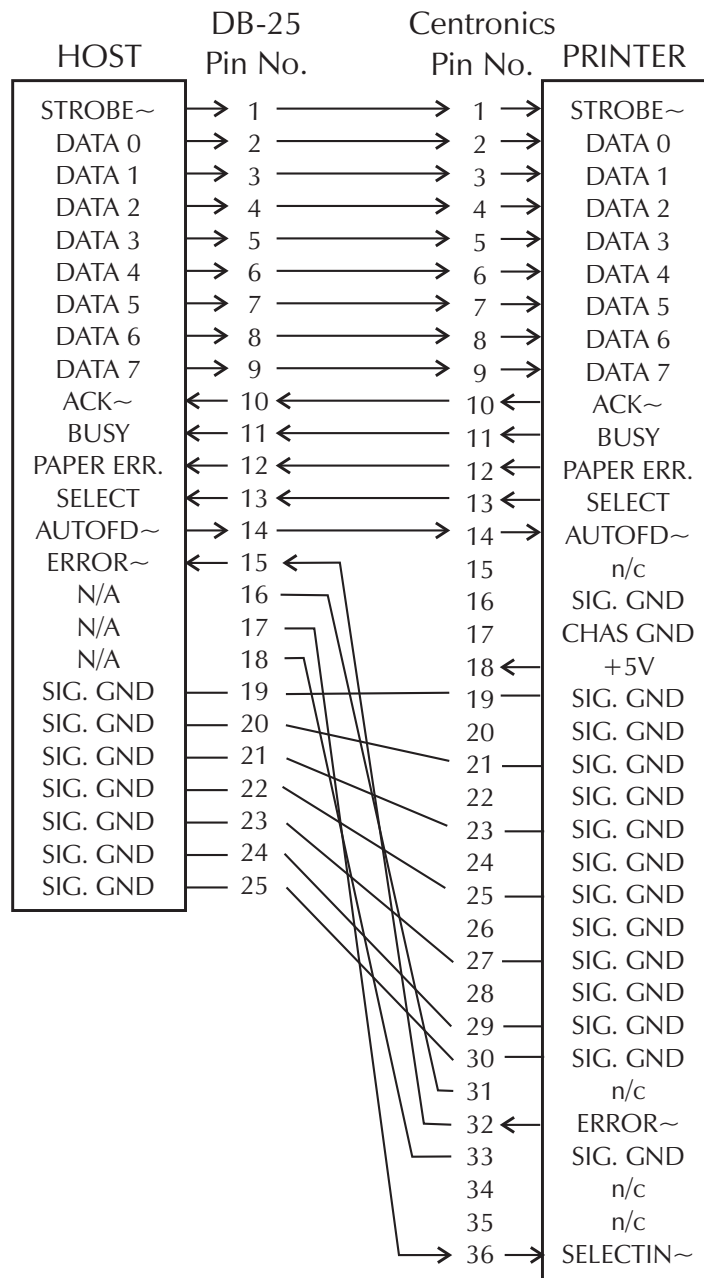 DB-25 Centronics
HOST Pin No. Pin No. PRINTER
STROBE~ 1 1 STROBE~
DATA 0 2 2 DATA 0
DATA 1 3 3 DATA 1
DATA 2 4 4 DATA 2
DATA 3 5 5 DATA 3
DATA 4 6 6 DATA 4
DATA 5 7 7 DATA 5
DATA 6 8 8 DATA 6
DATA 7 9 9 DATA 7
ACK~ 10 10 ACK~
BUSY 11 11 BUSY
PAPER ERR. 12 12 PAPER ERR.
SELECT 13 13 SELECT
AUTOFD~ 14 14 AUTOFD~
ERROR~ 15 15 n/c
N/A 16 16 SIG. GND
N/A 17 17 CHAS GND
N/A 18 18 +5V
SIG. GND 19 19 SIG. GND
SIG. GND 20 20 SIG. GND
SIG. GND 21 21 SIG. GND
SIG. GND 22 22 SIG. GND
SIG. GND 23 23 SIG. GND
SIG. GND 24 24 SIG. GND
SIG. GND 25 25 SIG. GND
26 SIG. GND
27 SIG. GND
28 SIG. GND
29 SIG. GND
30 SIG. GND
31 n/c
32 ERROR~
33 SIG. GND
34 n/c
35 n/c
36 SELECTIN~